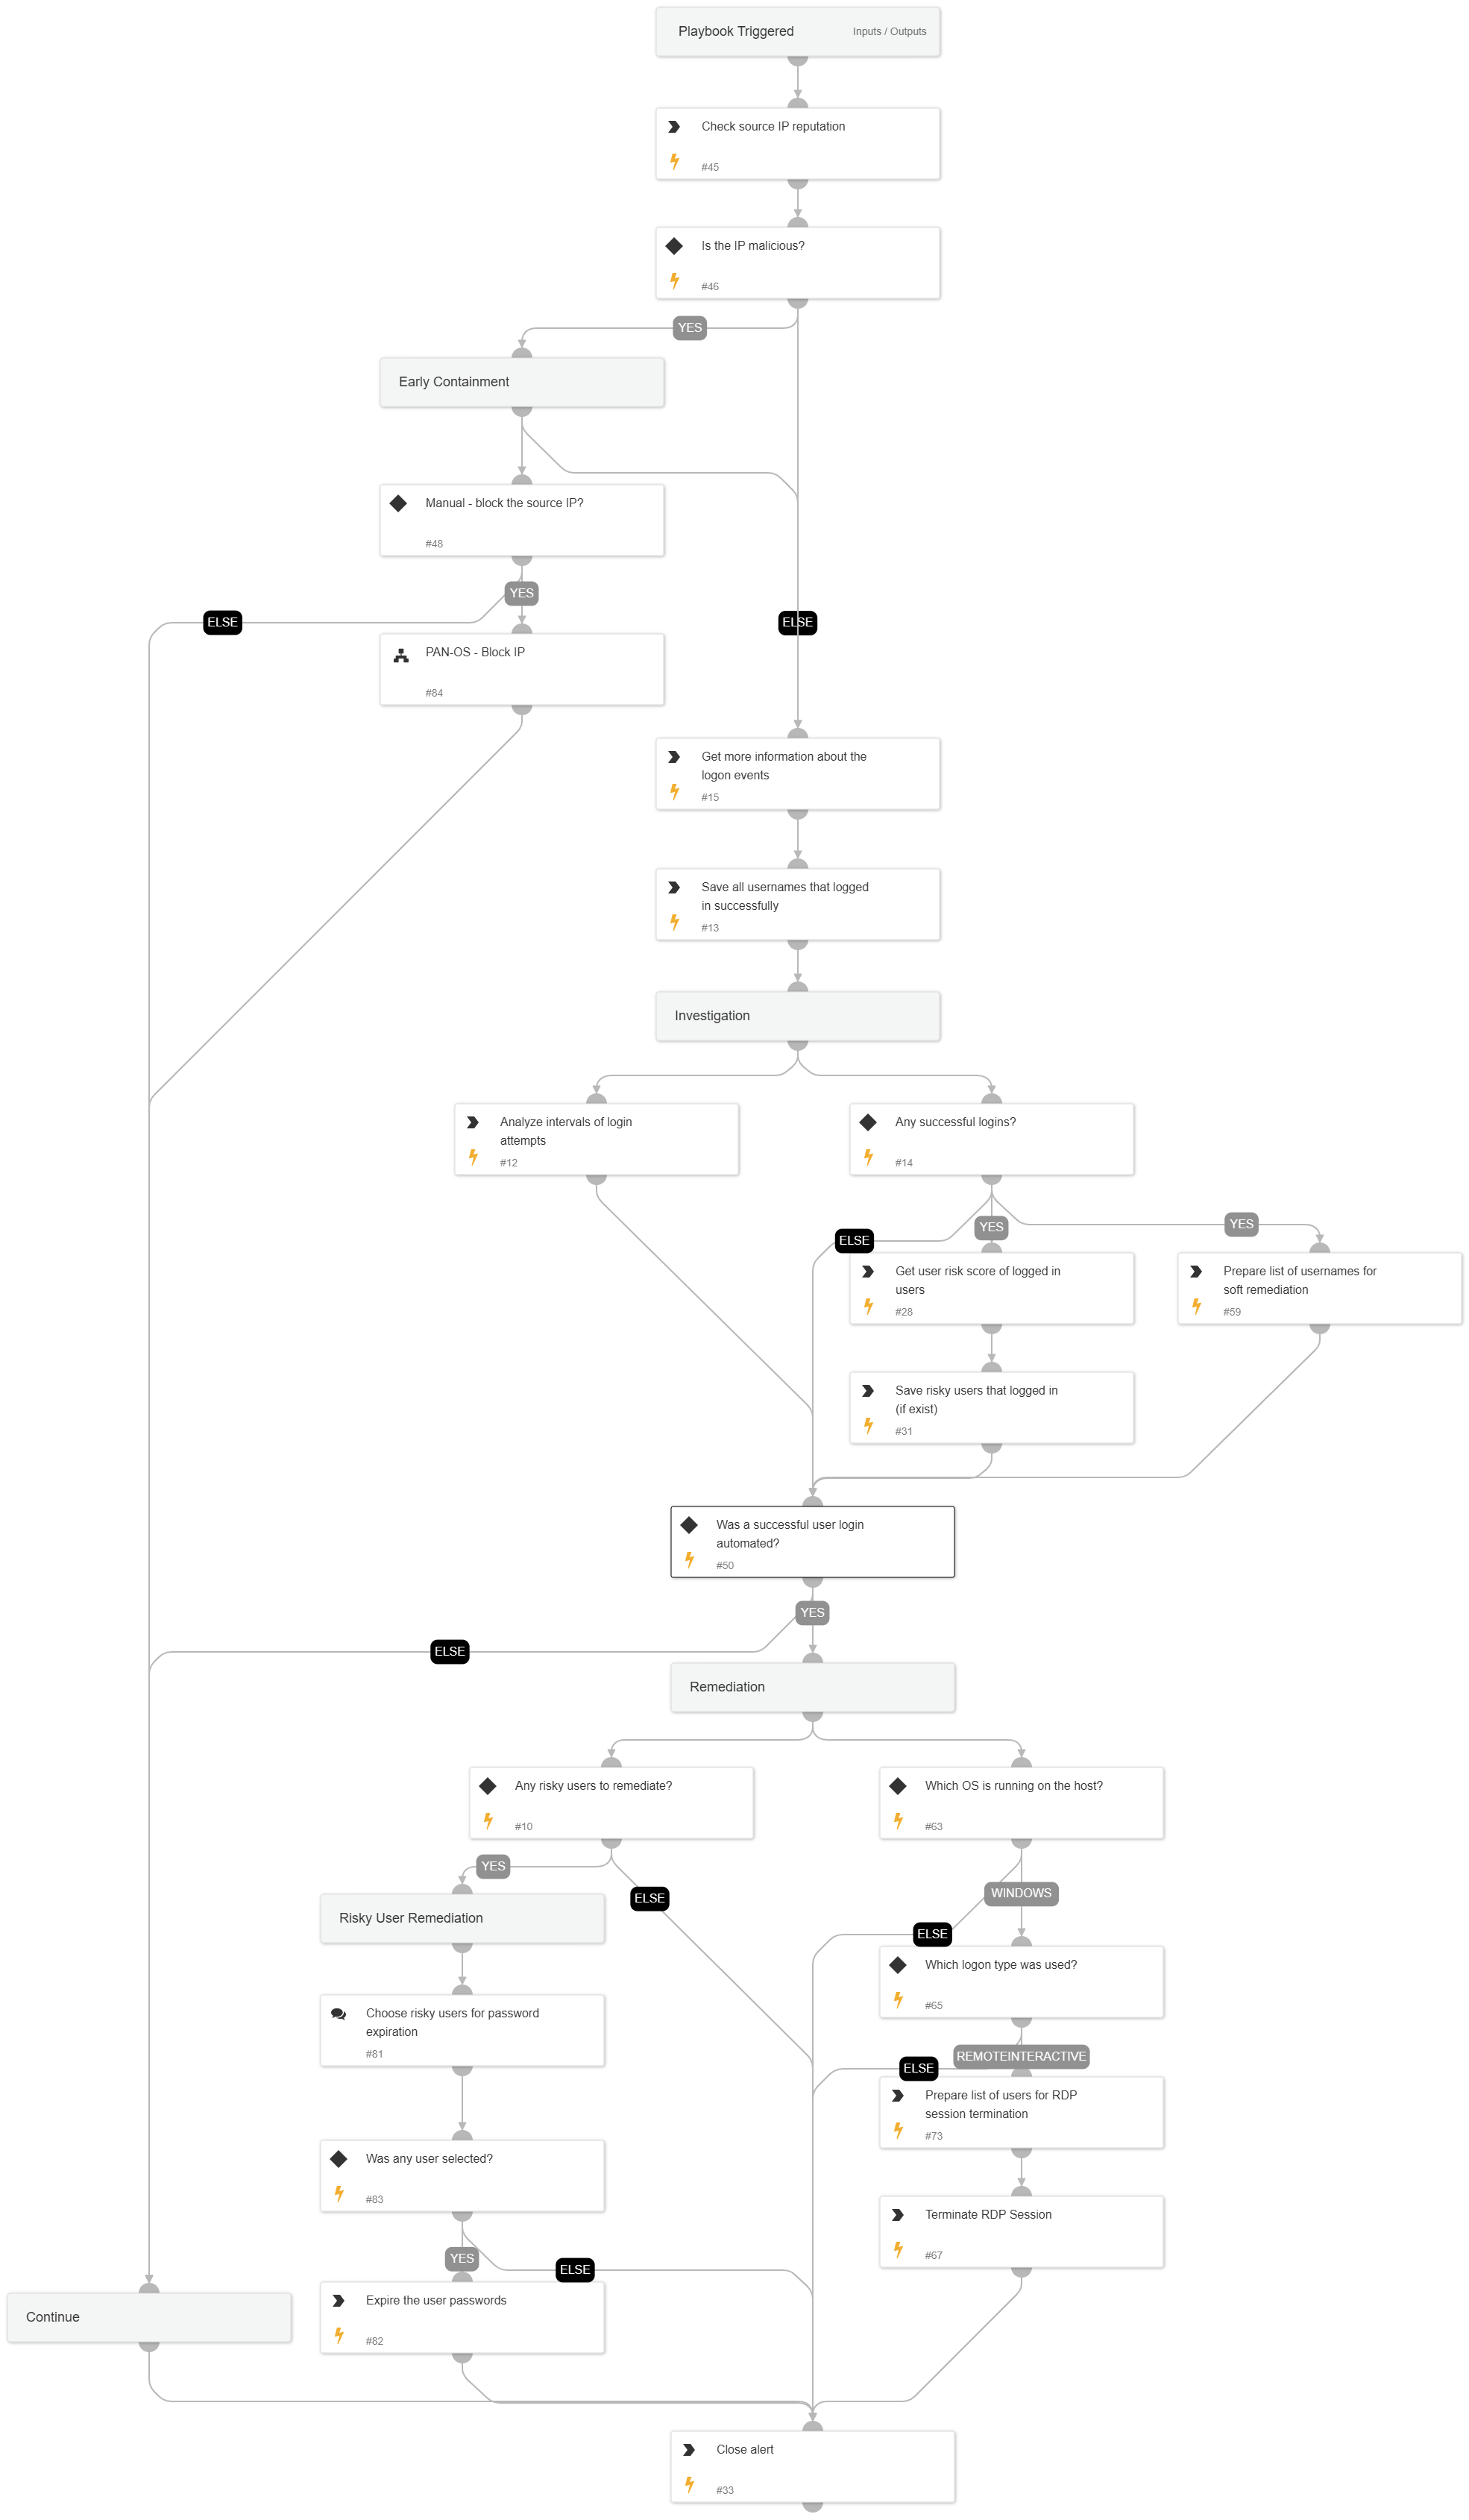 Playbook Triggered
Inputs / Outputs
Check source IP reputation
#45
Is the IP malicious?
#46
YES
Early Containment
Manual - block the source IP?
#48
YES
ELSE
ELSE
PAN-OS - Block IP
#84
Get more information about the
logon events
#15
Save all usernames that logged
in successfully
#13
Investigation
Analyze intervals of login
attempts
#12
Any successful logins?
#14
YES
YES
ELSE
Get user risk score of logged in
users
#28
Prepare list of usernames for
soft remediation
#59
Save risky users that logged in
(if exist)
#31
Was a successful user login
automated?
#50
YES
ELSE
Remediation
Any risky users to remediate?
#10
Which OS is running on the host?
#63
YES
ELSE
WINDOWS
ELSE
Risky User Remediation
Which logon type was used?
#65
Choose risky users for password
expiration
#81
REMOTEINTERACTIVE
ELSE
Prepare list of users for RDP
session termination
#73
Was any user selected?
#83
Terminate RDP Session
#67
YES
ELSE
Continue
Expire the user passwords
#82
Close alert
#33